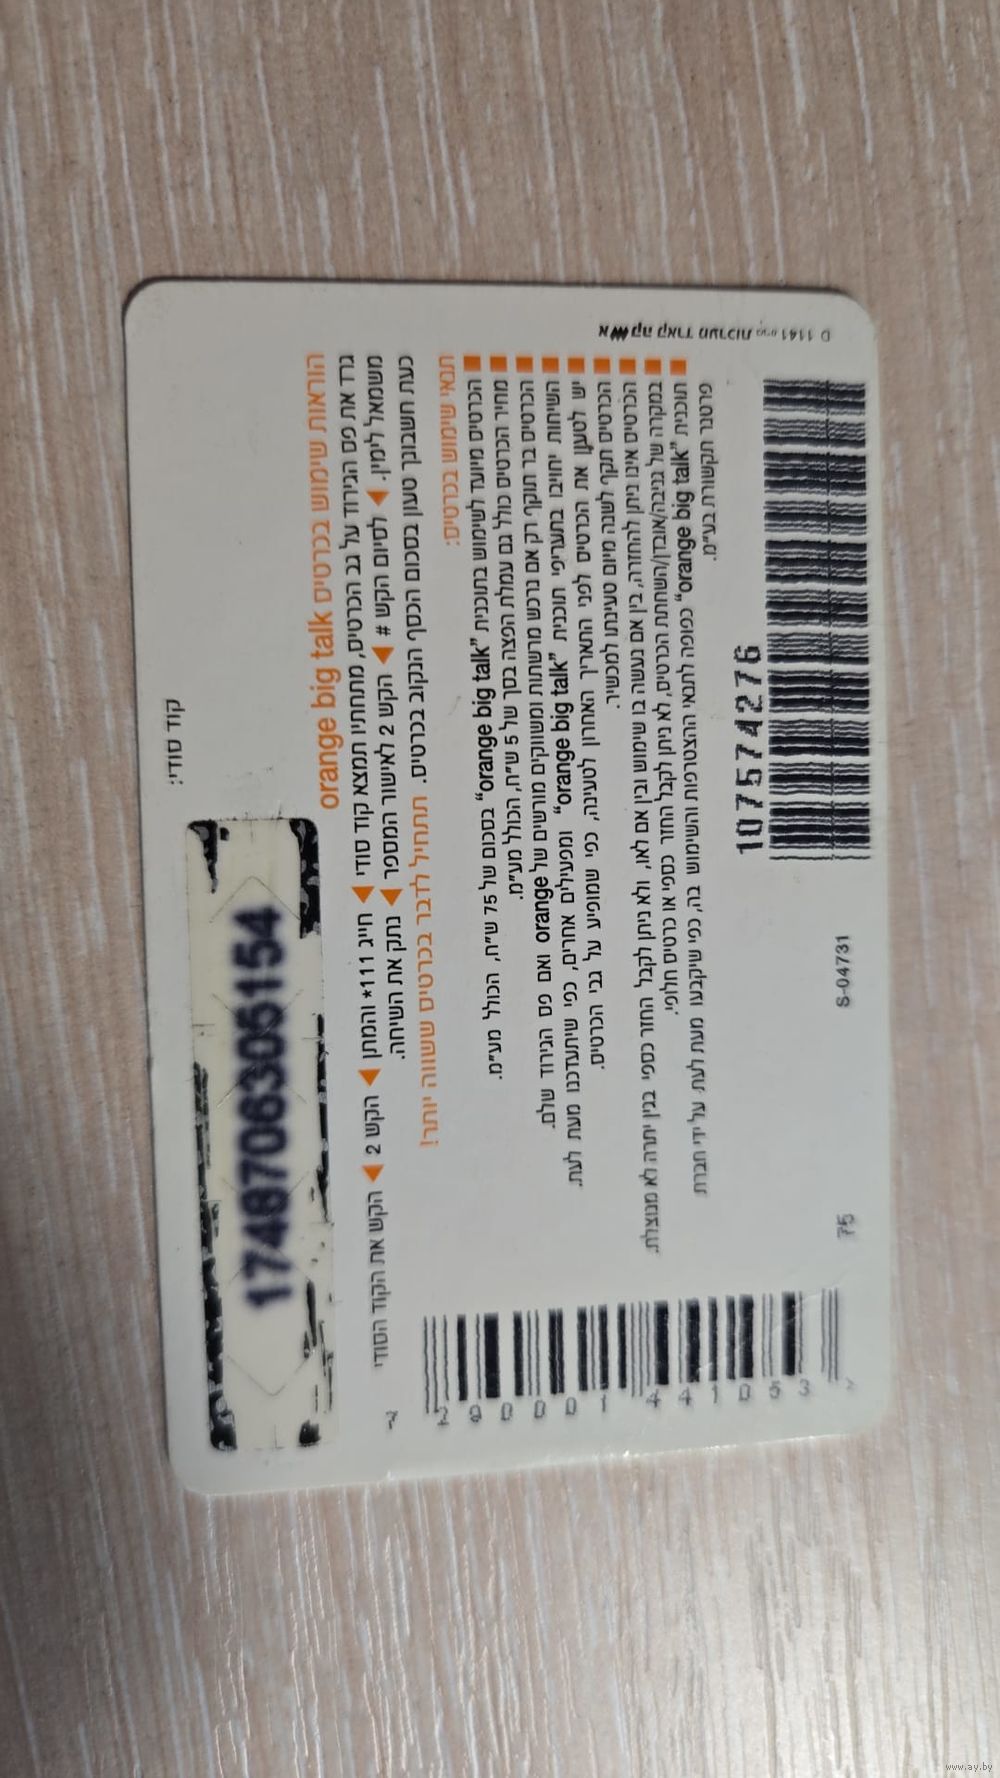 קוד סודי:
1748706305154
הוראות שימוש בכרטיס orange big talk
גרד את פס הגירוד על גב הכרטיס, מתחתיו תמצא קוד סודי ◀ חייג 111* והמתן ◀ הקש 2 ◀ הקש את הקוד הסודי
משמאל לימין. ◀ לסיום הקש # ◀ הקש 2 לאישור המספר ◀ נתק את השיחה.
כעת חשבונך טעון בסכום הכסף הנקוב בכרטיס. תתחיל לדבר בכרטיס ששווה יותר!
תנאי שימוש בכרטיס:
■ הכרטיס מיועד לשימוש בתוכנית "orange big talk" בסכום של 75 ש"ח, הכולל מע"מ.
■ מחיר הכרטיס כולל גם עמלת הפצה בסך של 5 ש"ח, הכולל מע"מ.
■ הכרטיס בר תוקף רק אם נרכש מרשתות ומשווקים מורשים של orange ואם פס הגירוד שלם.
■ השיחות יחויבו בתעריפי תוכנית "orange big talk" ומפעילים אחרים, כפי שיתעדכנו מעת לעת.
■ יש לטעון את הכרטיס לפני התאריך האחרון לטעינה, כפי שמופיע על גב הכרטיס.
■ הכרטיס תקף לשנה מיום טעינתו למכשיר.
■ הכרטיס אינו ניתן להחזרה, בין אם נעשה בו שימוש ובין אם לאו, ולא ניתן לקבל החזר כספי בגין יתרה לא מנוצלת.
■ במקרה של גניבה/אובדן/השחתת הכרטיס, לא ניתן לקבל החזר כספי או כרטיס חלופי.
■ תוכנית "orange big talk" כפופה לתנאי ההצטרפות והשימוש בה, כפי שיקבעו מעת לעת על ידי חברת
פרטנר תקשורת בע"מ.
107574276
S-04731
75